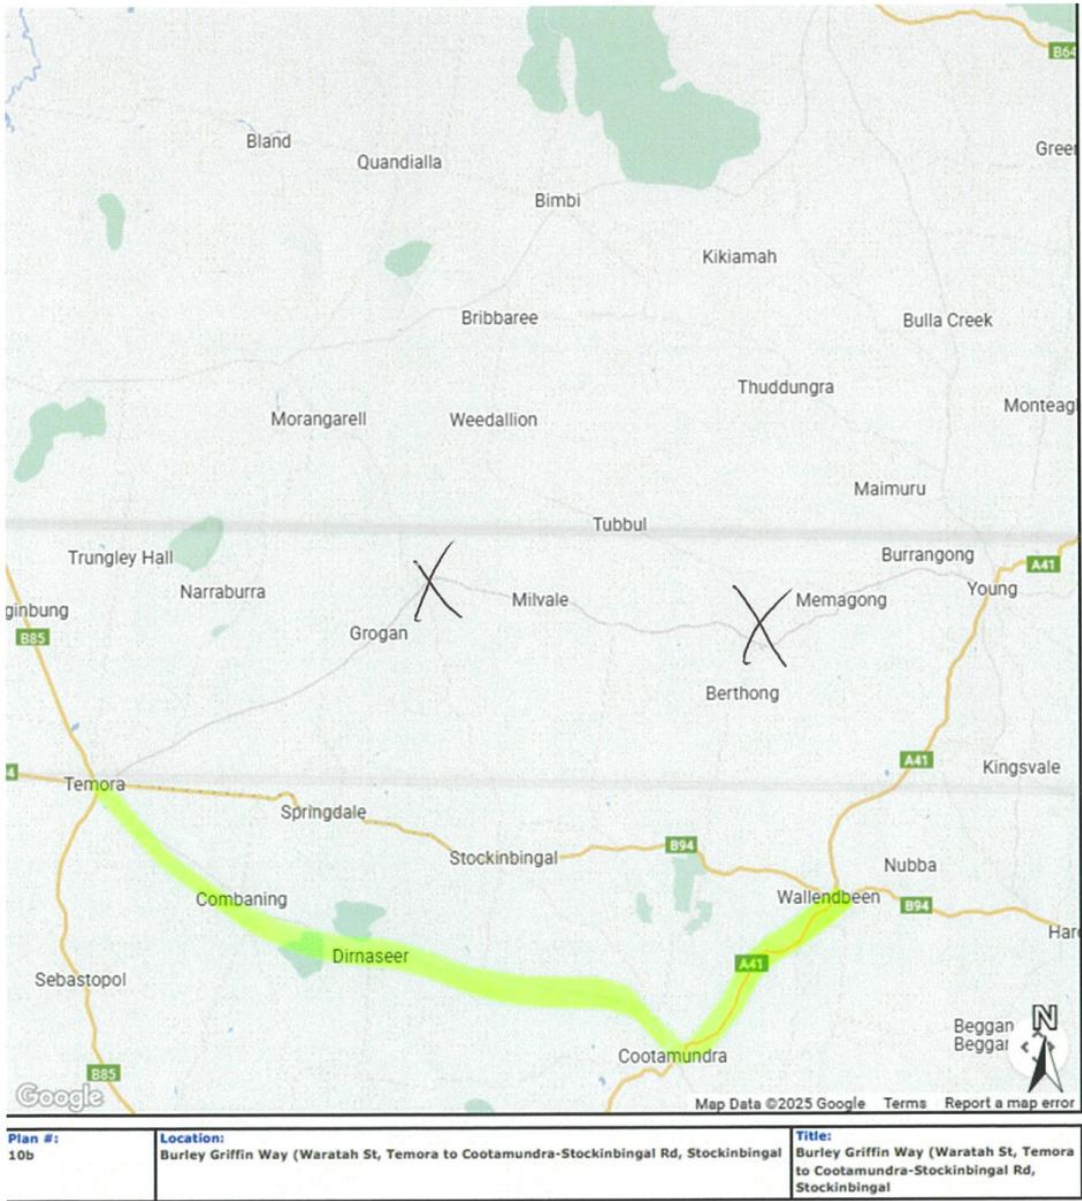 B64
Bland
Quandialla
Bimbi
Kikiamah
Bribbaree
Bulla Creek
Thuddungra
Morangarell
Weedallion
Maimuru
Tubbul
Trungley Hall
Burrangong
A41
Narraburra
Milvale
Memagong
Young
ginbung
B85
Grogan
Berthong
A41
Kingsvale
4
Temora
Springdale
Stockinbingal
B94
Nubba
Combaning
Wallendbeen
B94
Dirnaseer
A41
Sebastopol
Beggan
Cootamundra
N
B85
Google
Map Data ©2025 Google Terms Report a map error
Plan #:
10b
Location:
Burley Griffin Way (Waratah St, Temora to Cootamundra-Stockinbingal Rd, Stockinbingal
Title:
Burley Griffin Way (Waratah St, Temora
to Cootamundra-Stockinbingal Rd,
Stockinbingal